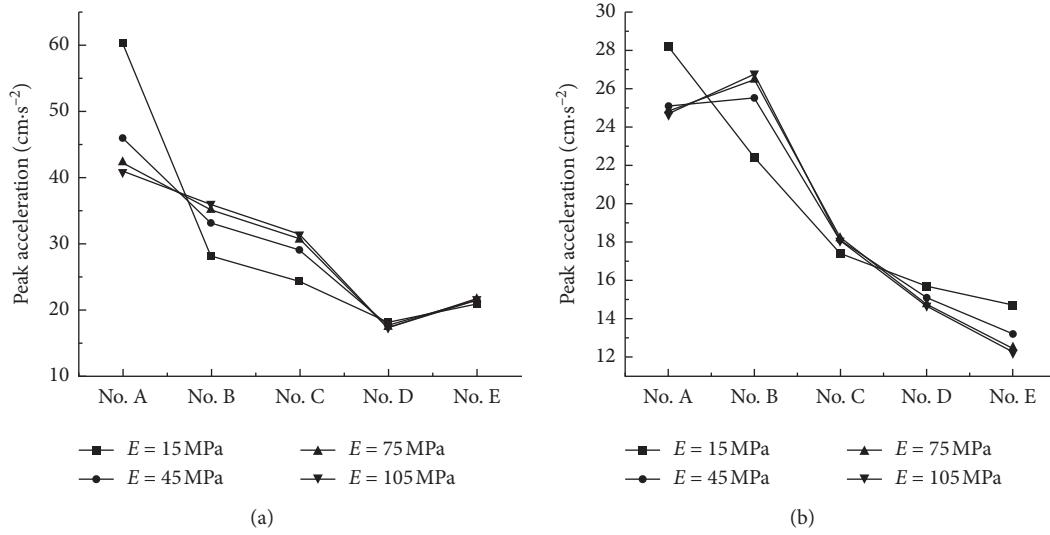 60
50
40
30
20
10
Peak acceleration (cm·s⁻²)
No. A No. B No. C No. D No. E
E = 15 MPa E = 75 MPa
E = 45 MPa E = 105 MPa
(a)
30
28
26
24
22
20
18
16
14
12
Peak acceleration (cm·s⁻²)
No. A No. B No. C No. D No. E
E = 15 MPa E = 75 MPa
E = 45 MPa E = 105 MPa
(b)